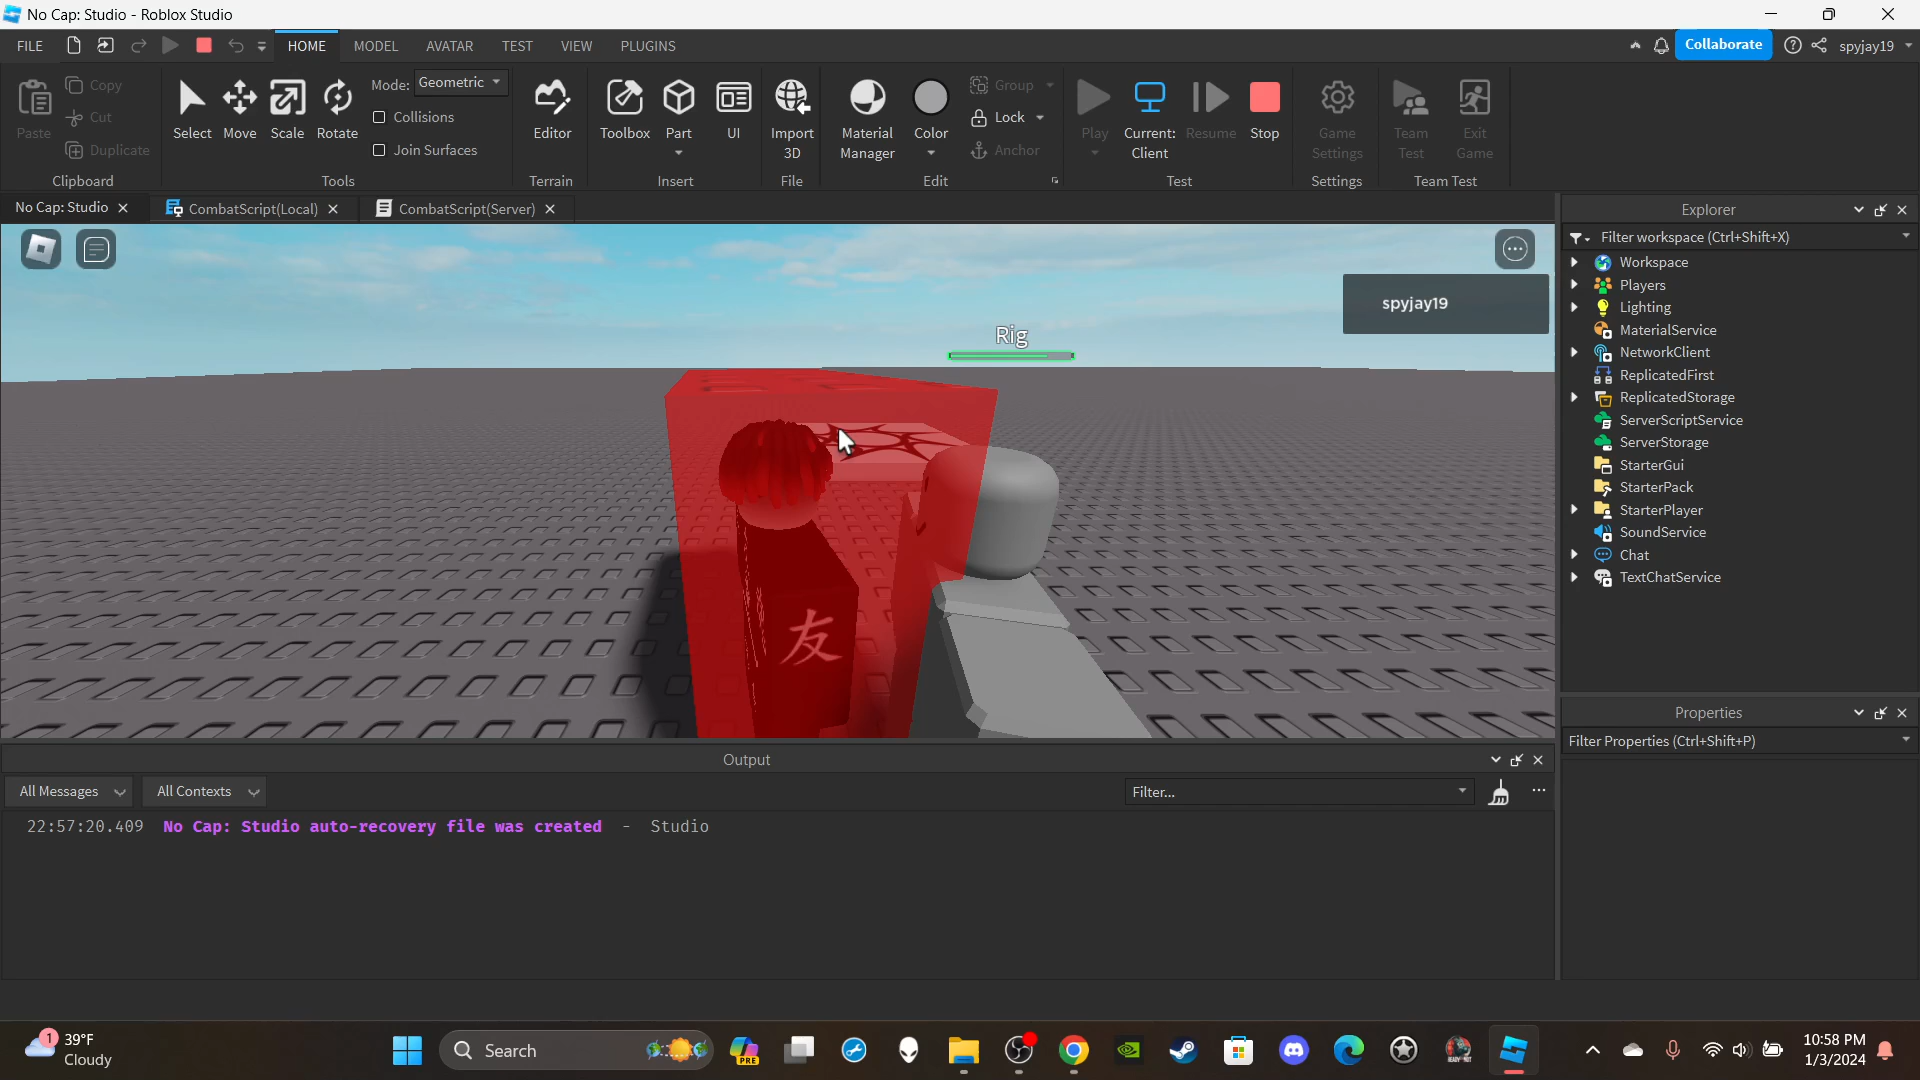 No Cap: Studio - Roblox Studio
FILE
HOME
MODEL
AVATAR
TEST
VIEW
PLUGINS
Collaborate
spyjay19
Paste
Copy
Cut
Duplicate
Clipboard
Select
Move
Scale
Rotate
Mode: Geometric
Collisions
Join Surfaces
Tools
Editor
Terrain
Toolbox
Part
UI
Insert
Import
3D
File
Material
Manager
Color
Group
Lock
Anchor
Edit
Play
Current:
Client
Resume
Stop
Test
Game
Settings
Settings
Team
Test
Exit
Game
Team Test
No Cap: Studio
CombatScript(Local)
CombatScript(Server)
Rig
spyjay19
友
Explorer
Filter workspace (Ctrl+Shift+X)
Workspace
Players
Lighting
MaterialService
NetworkClient
ReplicatedFirst
ReplicatedStorage
ServerScriptService
ServerStorage
StarterGui
StarterPack
StarterPlayer
SoundService
Chat
TextChatService
Properties
Filter Properties (Ctrl+Shift+P)
Output
All Messages
All Contexts
Filter...
22:57:20.409 No Cap: Studio auto-recovery file was created - Studio
1
39°F
Cloudy
Search
PRE
10:58 PM
1/3/2024